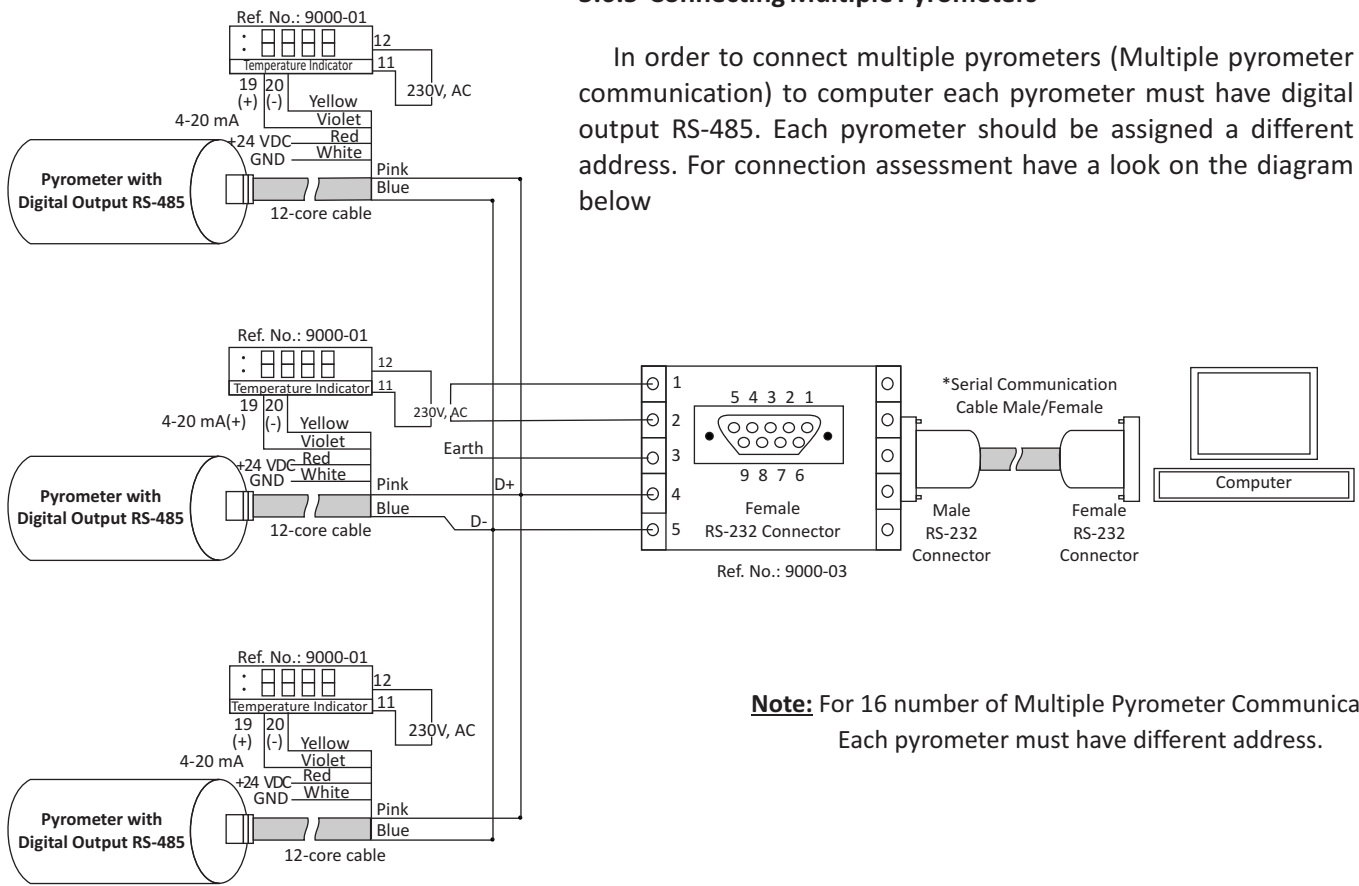 Connecting Multiple Pyrometers
In order to connect multiple pyrometers (Multiple pyrometer
communication) to computer each pyrometer must have digital
output RS-485. Each pyrometer should be assigned a different
address. For connection assessment have a look on the diagram
below
Ref. No.: 9000-01
12
Temperature Indicator
11
19 20
(+) (-)
230V, AC
Yellow
4-20 mA
Violet
+24 VDC
Red
GND
White
Pink
Pyrometer with
Digital Output RS-485
Blue
12-core cable
Ref. No.: 9000-01
12
Temperature Indicator
11
19 20
230V, AC
4-20 mA(+) (-)
Yellow
Violet
+24 VDC
Red
GND
White
Pink
D+
Pyrometer with
Digital Output RS-485
Blue
D-
12-core cable
Earth
1
2
3
4
5
5 4 3 2 1
9 8 7 6
Female
RS-232 Connector
Ref. No.: 9000-03
*Serial Communication
Cable Male/Female
Male
RS-232
Connector
Female
RS-232
Connector
Computer
Ref. No.: 9000-01
12
Temperature Indicator
11
19 20
(+) (-)
230V, AC
Yellow
4-20 mA
Violet
+24 VDC
Red
GND
White
Pink
Pyrometer with
Digital Output RS-485
Blue
12-core cable
Note: For 16 number of Multiple Pyrometer Communica
Each pyrometer must have different address.